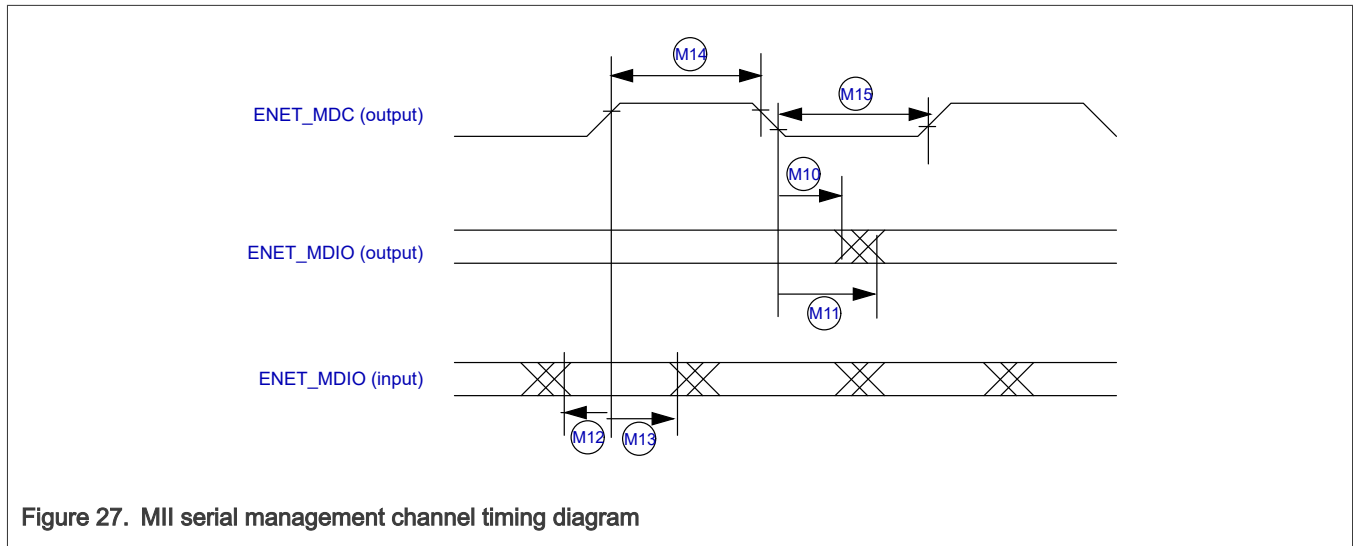 M14
ENET_MDC (output)
M15
M10
ENET_MDIO (output)
M11
ENET_MDIO (input)
M12
M13
Figure 27. MII serial management channel timing diagram